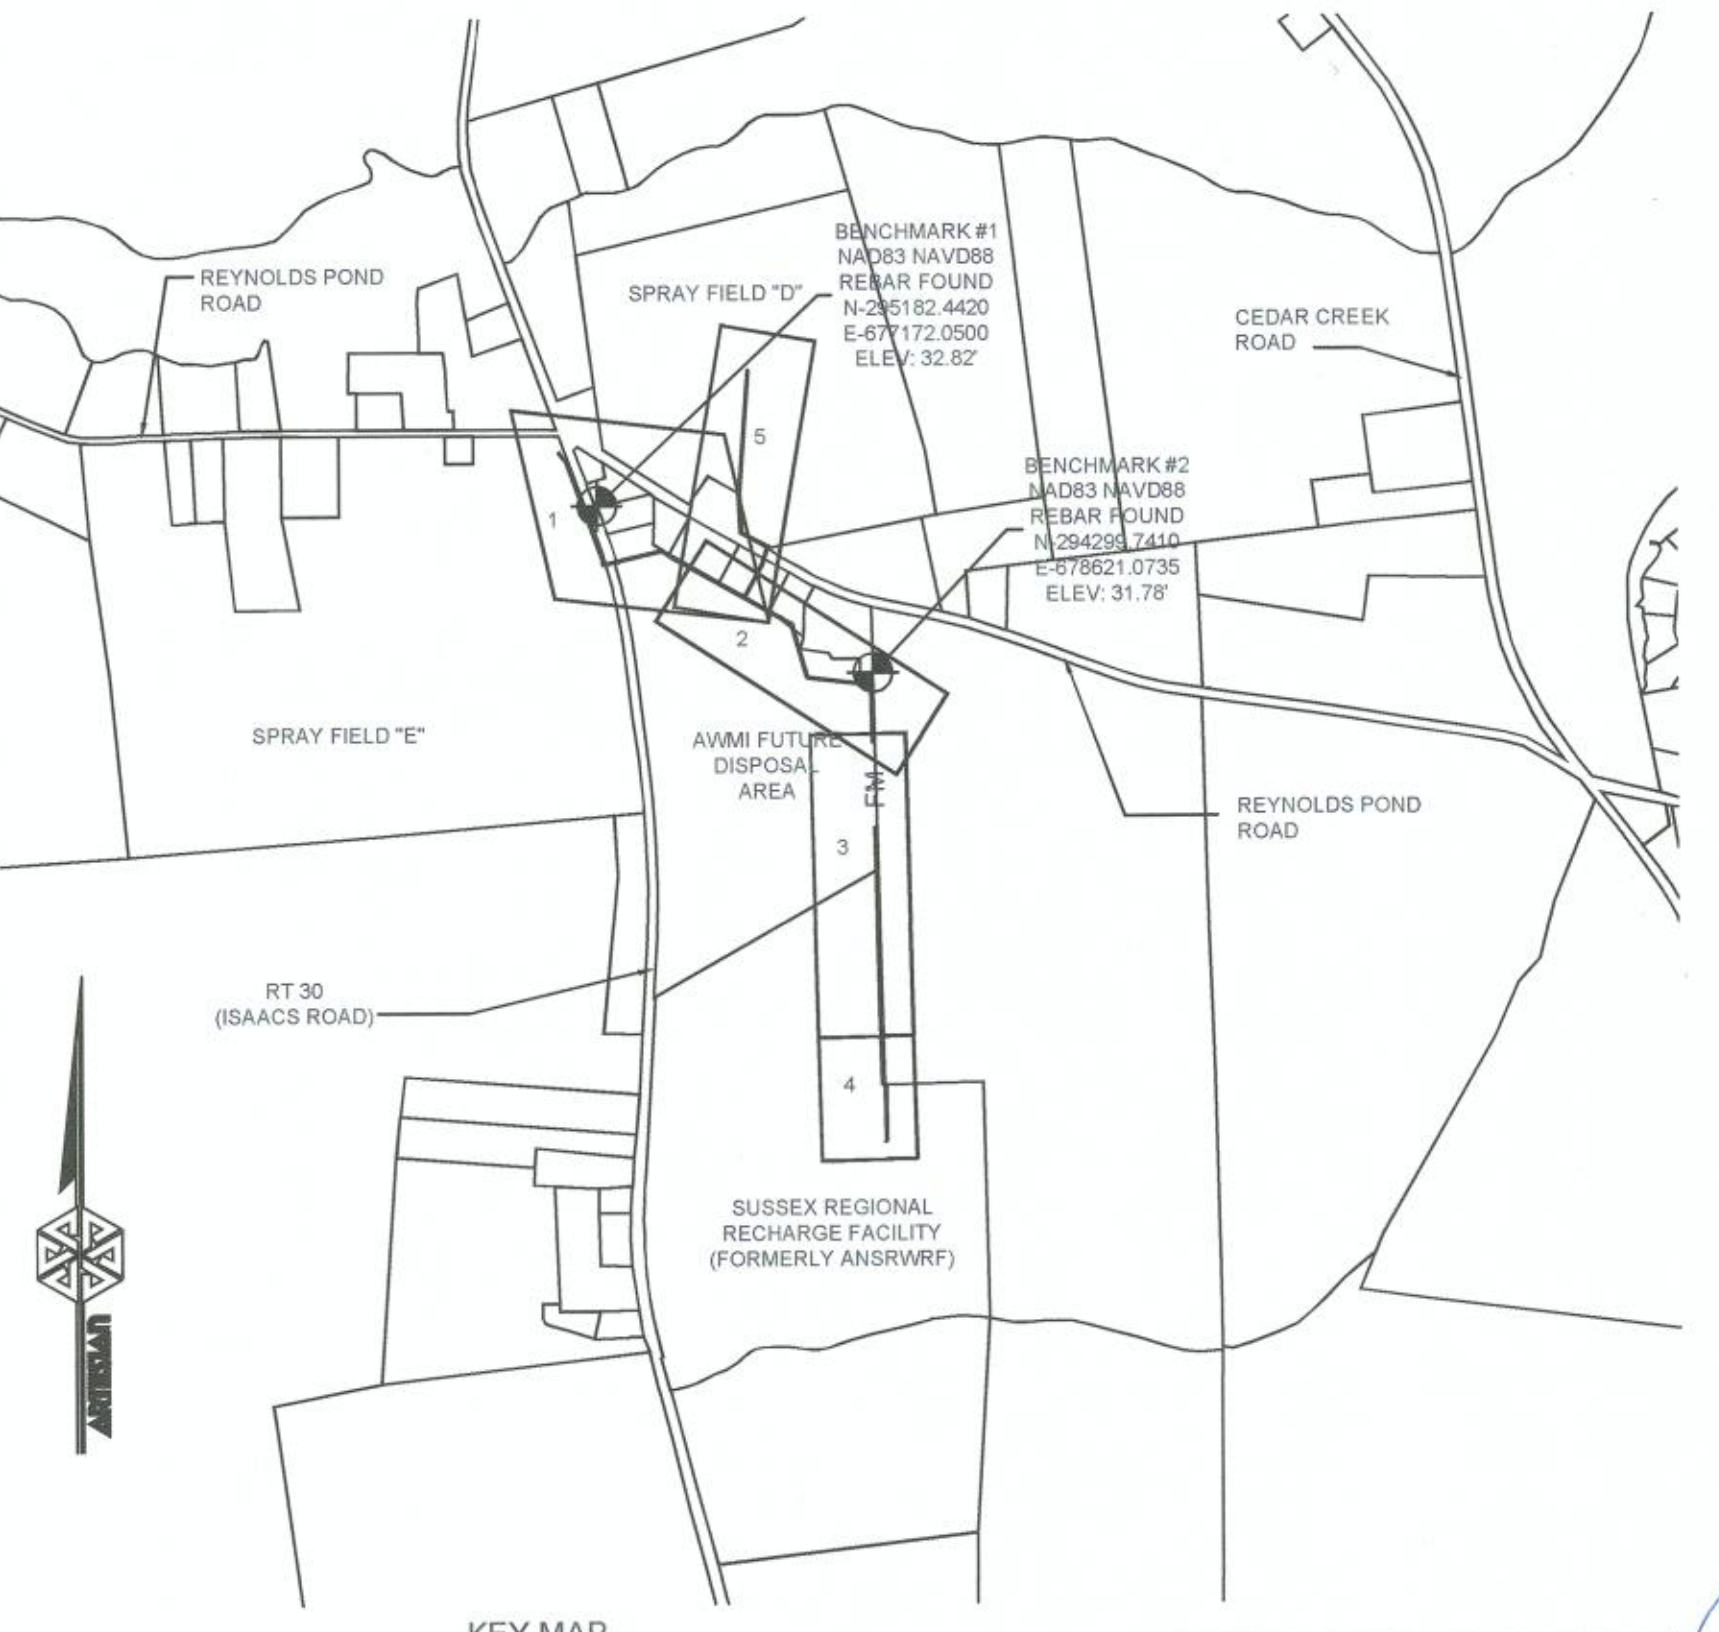 BENCHMARK #1
NAD83 NAVD88
REBAR FOUND
N-295182.4420
E-677172.0500
ELEV: 32.82'
REYNOLDS POND
ROAD
SPRAY FIELD "D"
CEDAR CREEK
ROAD
5
BENCHMARK #2
NAD83 NAVD88
REBAR FOUND
N-294299.7410
E-678621.0735
ELEV: 31.78'
1
2
SPRAY FIELD "E"
AWMI FUTURE
DISPOSAL
AREA
FM
REYNOLDS POND
ROAD
3
RT 30
(ISAACS ROAD)
4
SUSSEX REGIONAL
RECHARGE FACILITY
(FORMERLY ANSRWRF)
ARTESIAN
KEY MAP